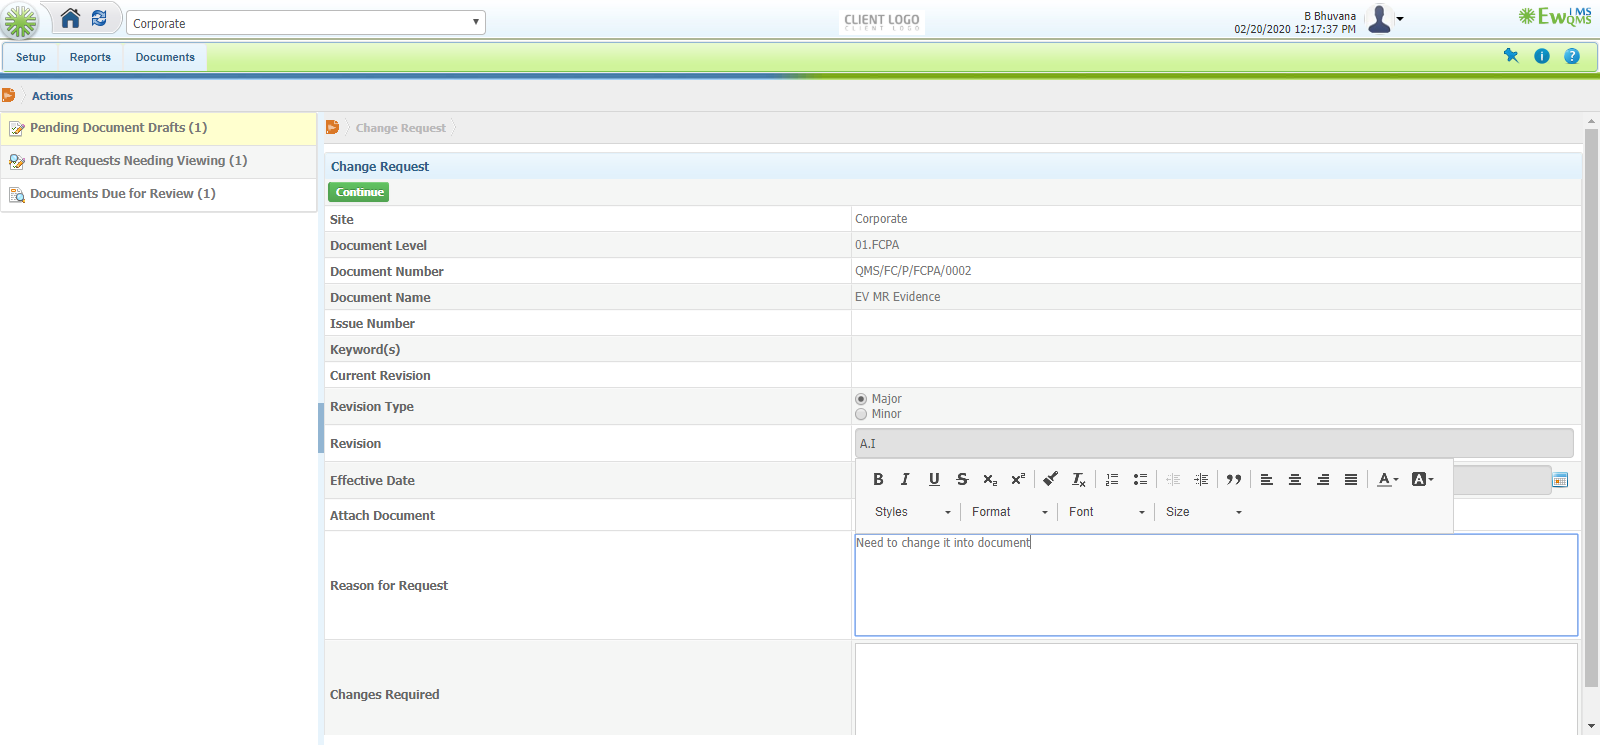 Corporate
CLIENT LOGO
CLIENT LOGO
B Bhuvana
02/20/2020 12:17:37 PM
EwQMS
IMS
Setup
Reports
Documents
Actions
Pending Document Drafts (1)
Draft Requests Needing Viewing (1)
Documents Due for Review (1)
Change Request
Change Request
Continue
Site Corporate
Document Level 01.FCPA
Document Number QMS/FC/P/FCPA/0002
Document Name EV MR Evidence
Issue Number
Keyword(s)
Current Revision
Revision Type
Major
Minor
Revision A.I
Effective Date
Attach Document
Styles Format Font Size
Reason for Request
Need to change it into document
Changes Required